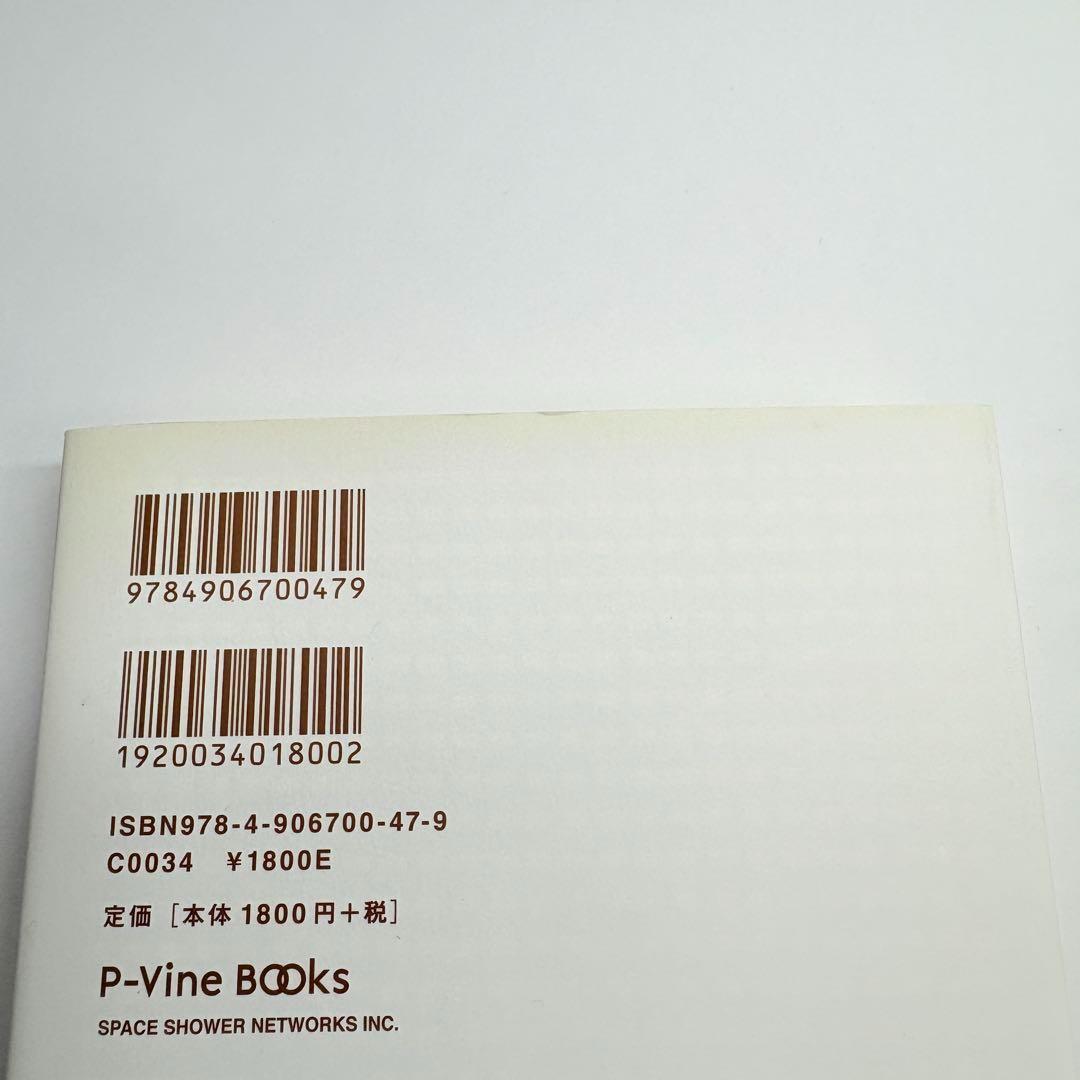 9784906700479
1920034018002
ISBN978-4-906700-47-9
C0034 ¥1800E
定価 [本体 1800円+税]
P-Vine BOOks
SPACE SHOWER NETWORKS INC.